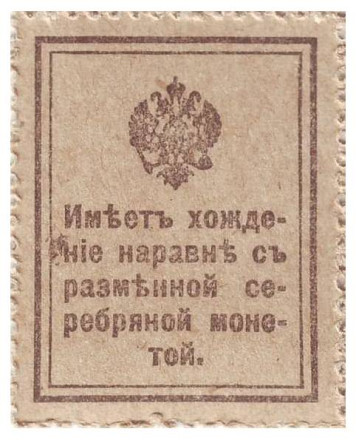 Имѣетъ хожде-
ніе наравнѣ съ
размѣнной се-
ребряной моне-
той.